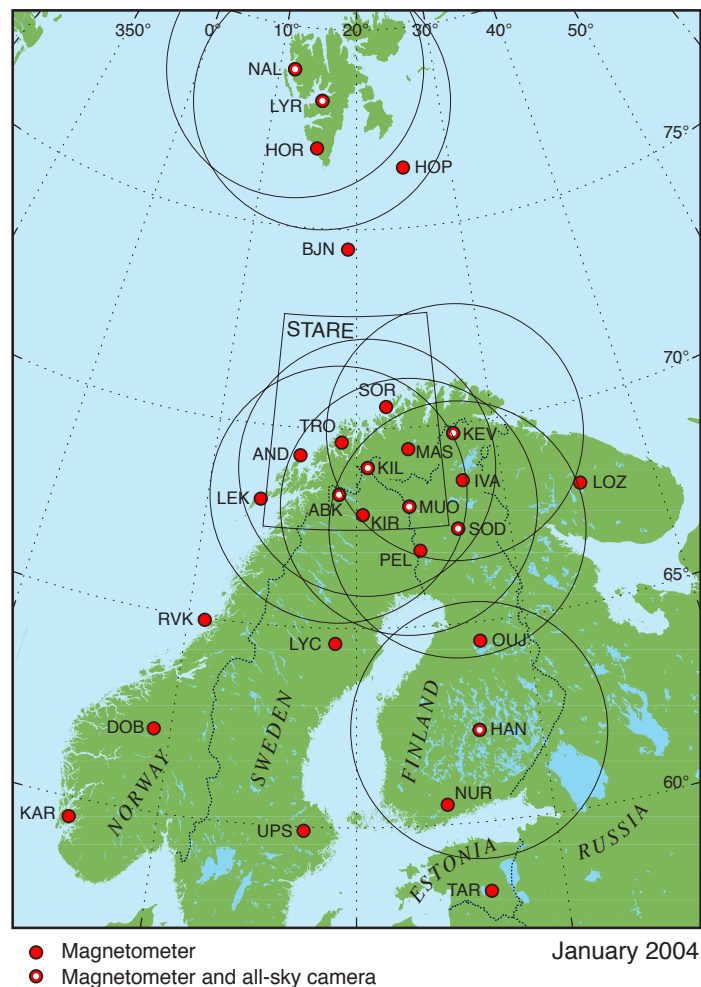 350° 0° 10° 20° 30° 40° 50°
NAL
LYR
75°
HOR
HOP
BJN
STARE
70°
SOR
TRO
KEV
AND
MAS
KIL
IVA
LOZ
LEK
ABK
MUO
KIR
SOD
PEL
65°
RVK
LYC
OUJ
SWEDEN
FINLAND
DOB
HAN
NORWAY
60°
NUR
KAR
UPS
RUSSIA
ESTONIA
TAR
Magnetometer
January 2004
Magnetometer and all-sky camera